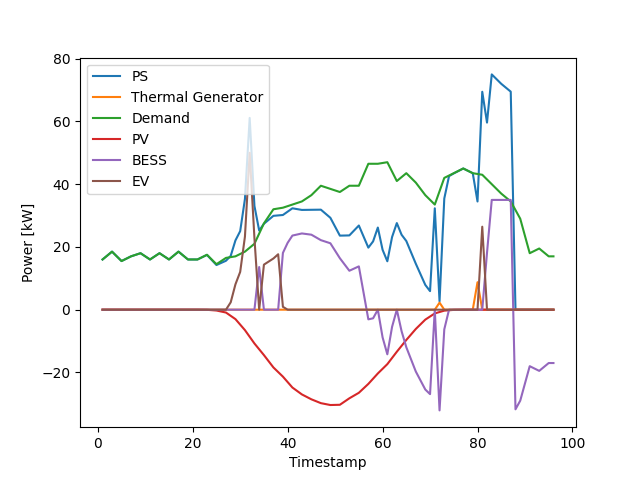 80
60
40
20
0
−20
Power [kW]
PS
Thermal Generator
Demand
PV
BESS
EV
0
20
40
60
80
100
Timestamp